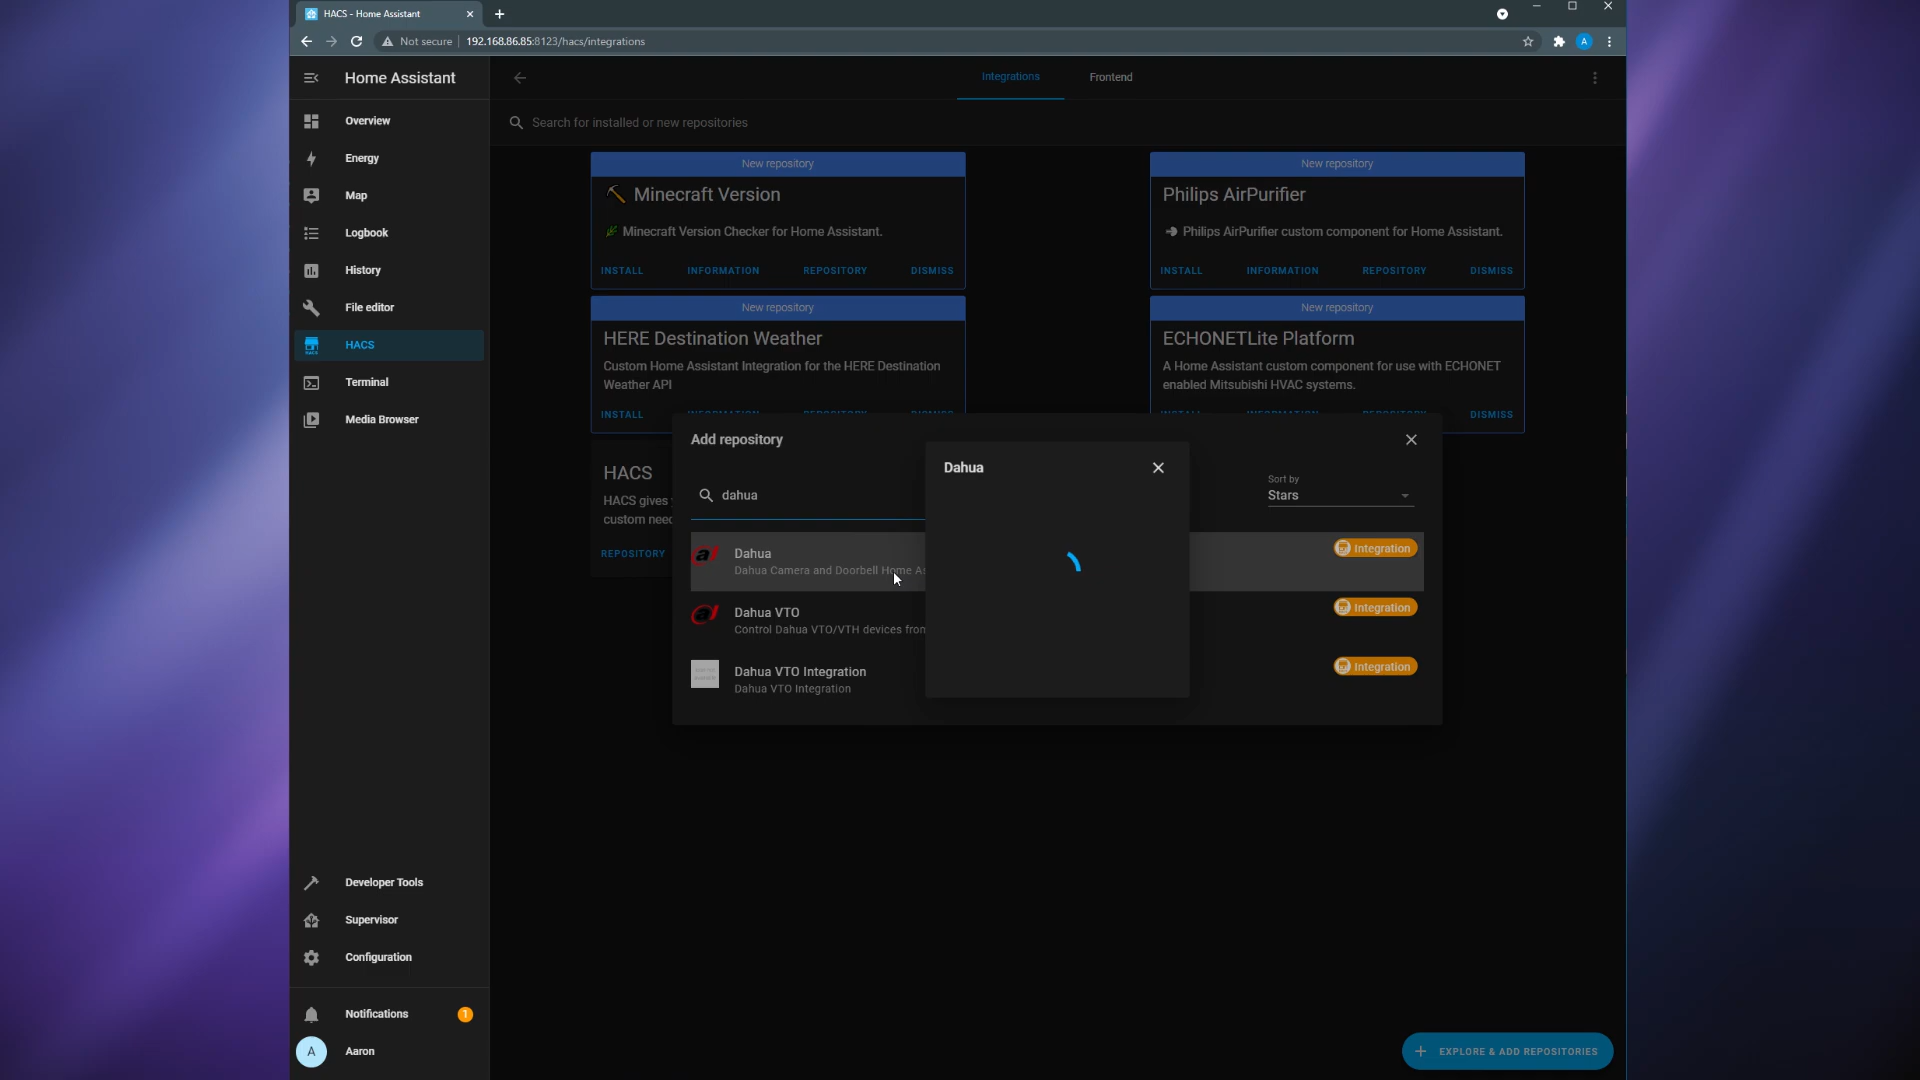 HACS - Home Assistant
Not secure
192.168.86.85:8123/hacs/integrations
A
Home Assistant
Integrations
Frontend
Overview
Energy
Map
Logbook
History
File editor
HACS
Terminal
Media Browser
Developer Tools
Supervisor
Configuration
Notifications
1
A
Aaron
Search for installed or new repositories
New repository
Minecraft Version
Minecraft Version Checker for Home Assistant.
INSTALL INFORMATION REPOSITORY DISMISS
New repository
Philips AirPurifier
Philips AirPurifier custom component for Home Assistant.
INSTALL INFORMATION REPOSITORY DISMISS
New repository
HERE Destination Weather
Custom Home Assistant Integration for the HERE Destination
Weather API
INSTALL INFORMATION REPOSITORY DISMISS
New repository
ECHONETLite Platform
A Home Assistant custom component for use with ECHONET
enabled Mitsubishi HVAC systems.
INSTALL INFORMATION REPOSITORY DISMISS
HACS
HACS gives
custom
REPOSITORY
Add repository
dahua
Sort by
Stars
Dahua
Dahua Camera and Doorbell Home
Integration
Dahua VTO
Control Dahua VTO/VTH devices from
Integration
Dahua VTO Integration
Dahua VTO Integration
Integration
Dahua
EXPLORE & ADD REPOSITORIES